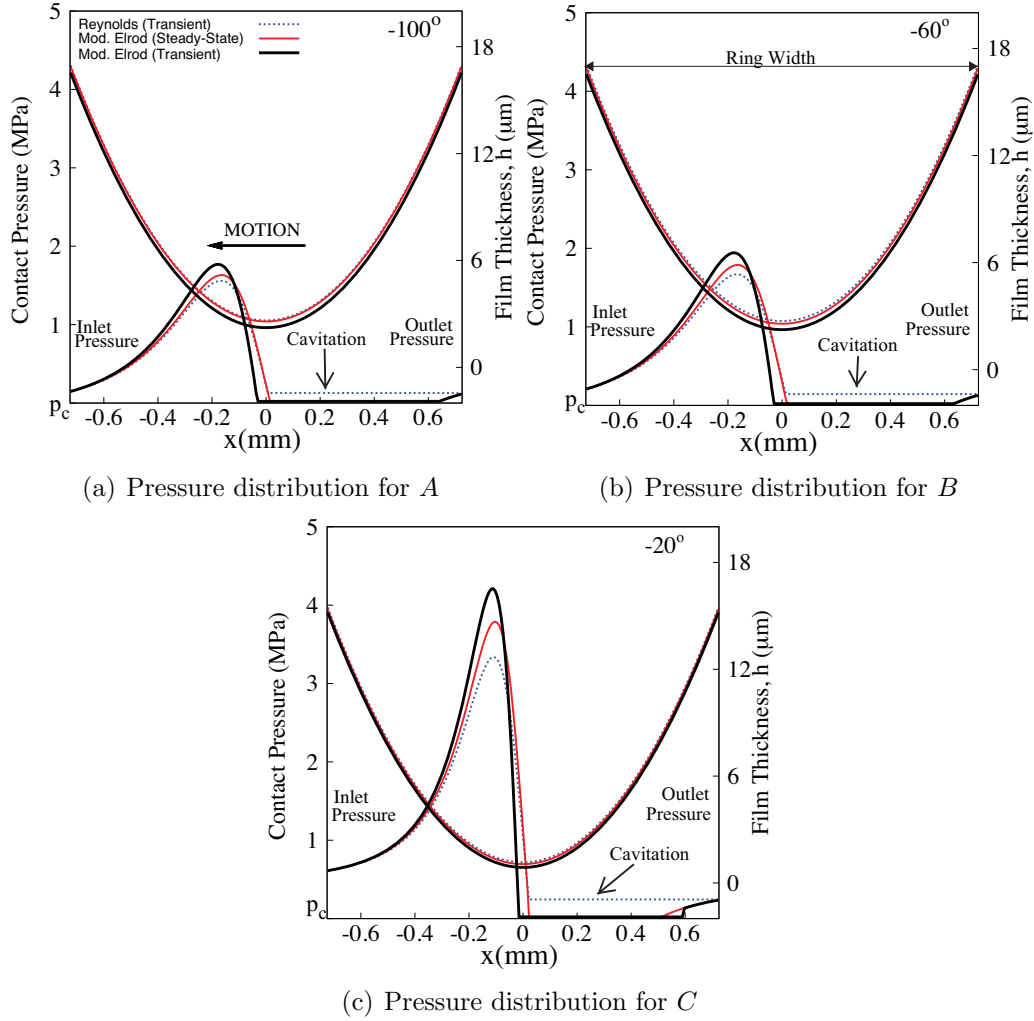 5
4
3
2
1
p_c
Contact Pressure (MPa)
Reynolds (Transient)
Mod. Elrod (Steady-State)
Mod. Elrod (Transient)
-100°
MOTION
Inlet
Pressure
Cavitation
Outlet
Pressure
18
12
6
0
Film Thickness, h (μm)
-0.6 -0.4 -0.2 0 0.2 0.4 0.6
x(mm)
(a) Pressure distribution for A
5
4
3
2
1
p_c
Contact Pressure (MPa)
-60°
Ring Width
Inlet
Pressure
Cavitation
Outlet
Pressure
18
12
6
0
Film Thickness, h (μm)
-0.6 -0.4 -0.2 0 0.2 0.4 0.6
x(mm)
(b) Pressure distribution for B
5
4
3
2
1
p_c
Contact Pressure (MPa)
-20°
Inlet
Pressure
Cavitation
Outlet
Pressure
18
12
6
0
Film Thickness, h (μm)
-0.6 -0.4 -0.2 0 0.2 0.4 0.6
x(mm)
(c) Pressure distribution for C